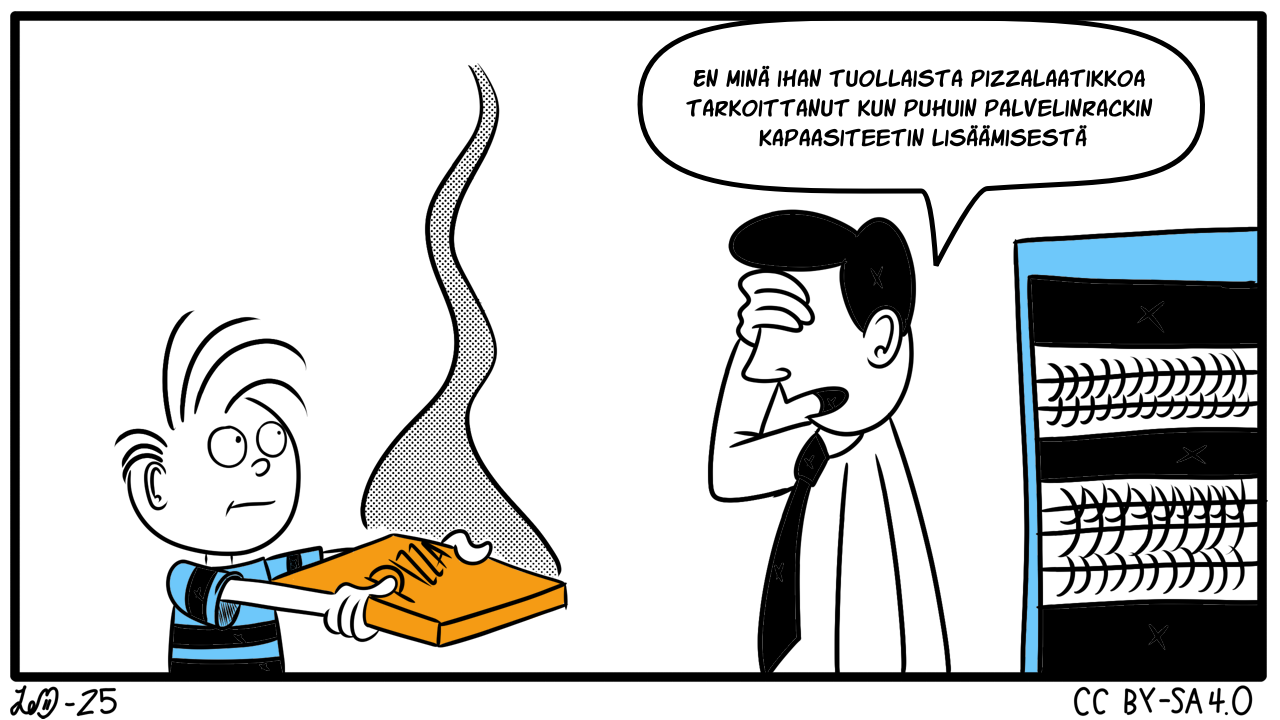 EN MINÄ IHAN TUOLLAISTA PIZZALAATIKKOA
TARKOITTANUT KUN PUHUIN PALVELINRACKIN
KAPAASITEETIN LISÄÄMISESTÄ
PIZZA
-25
CC BY-SA 4.0